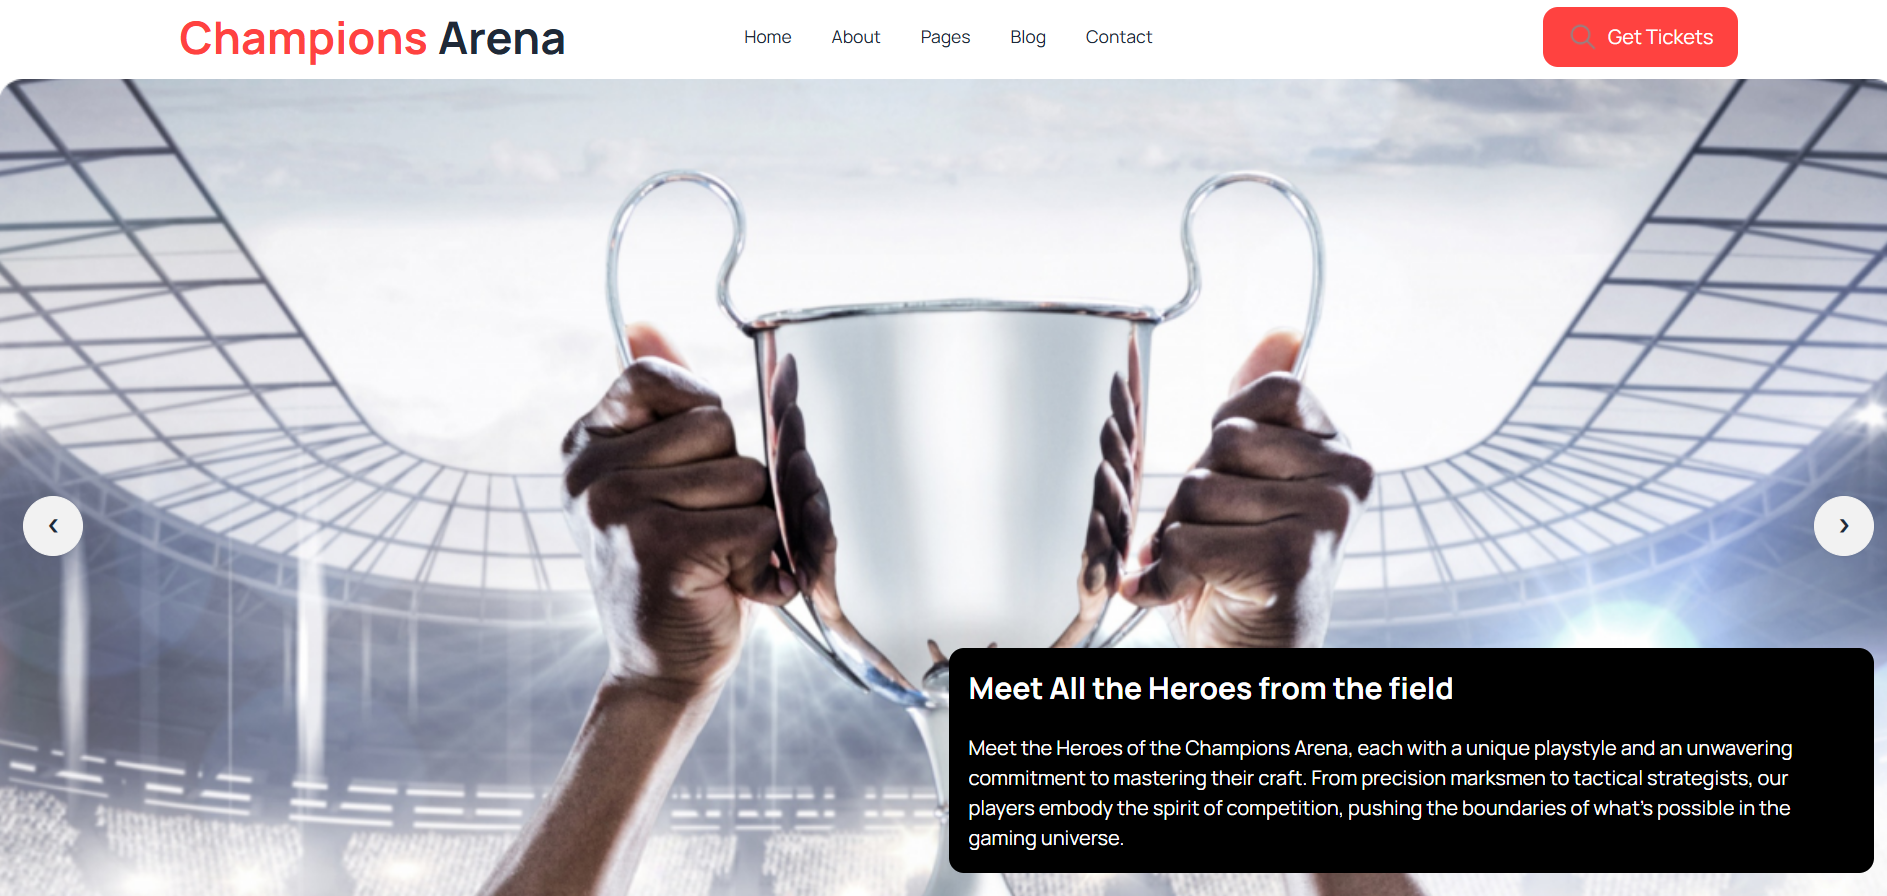 Champions Arena
Home About Pages Blog Contact
Get Tickets
Meet All the Heroes from the field
Meet the Heroes of the Champions Arena, each with a unique playstyle and an unwavering
commitment to mastering their craft. From precision marksmen to tactical strategists, our
players embody the spirit of competition, pushing the boundaries of what's possible in the
gaming universe.